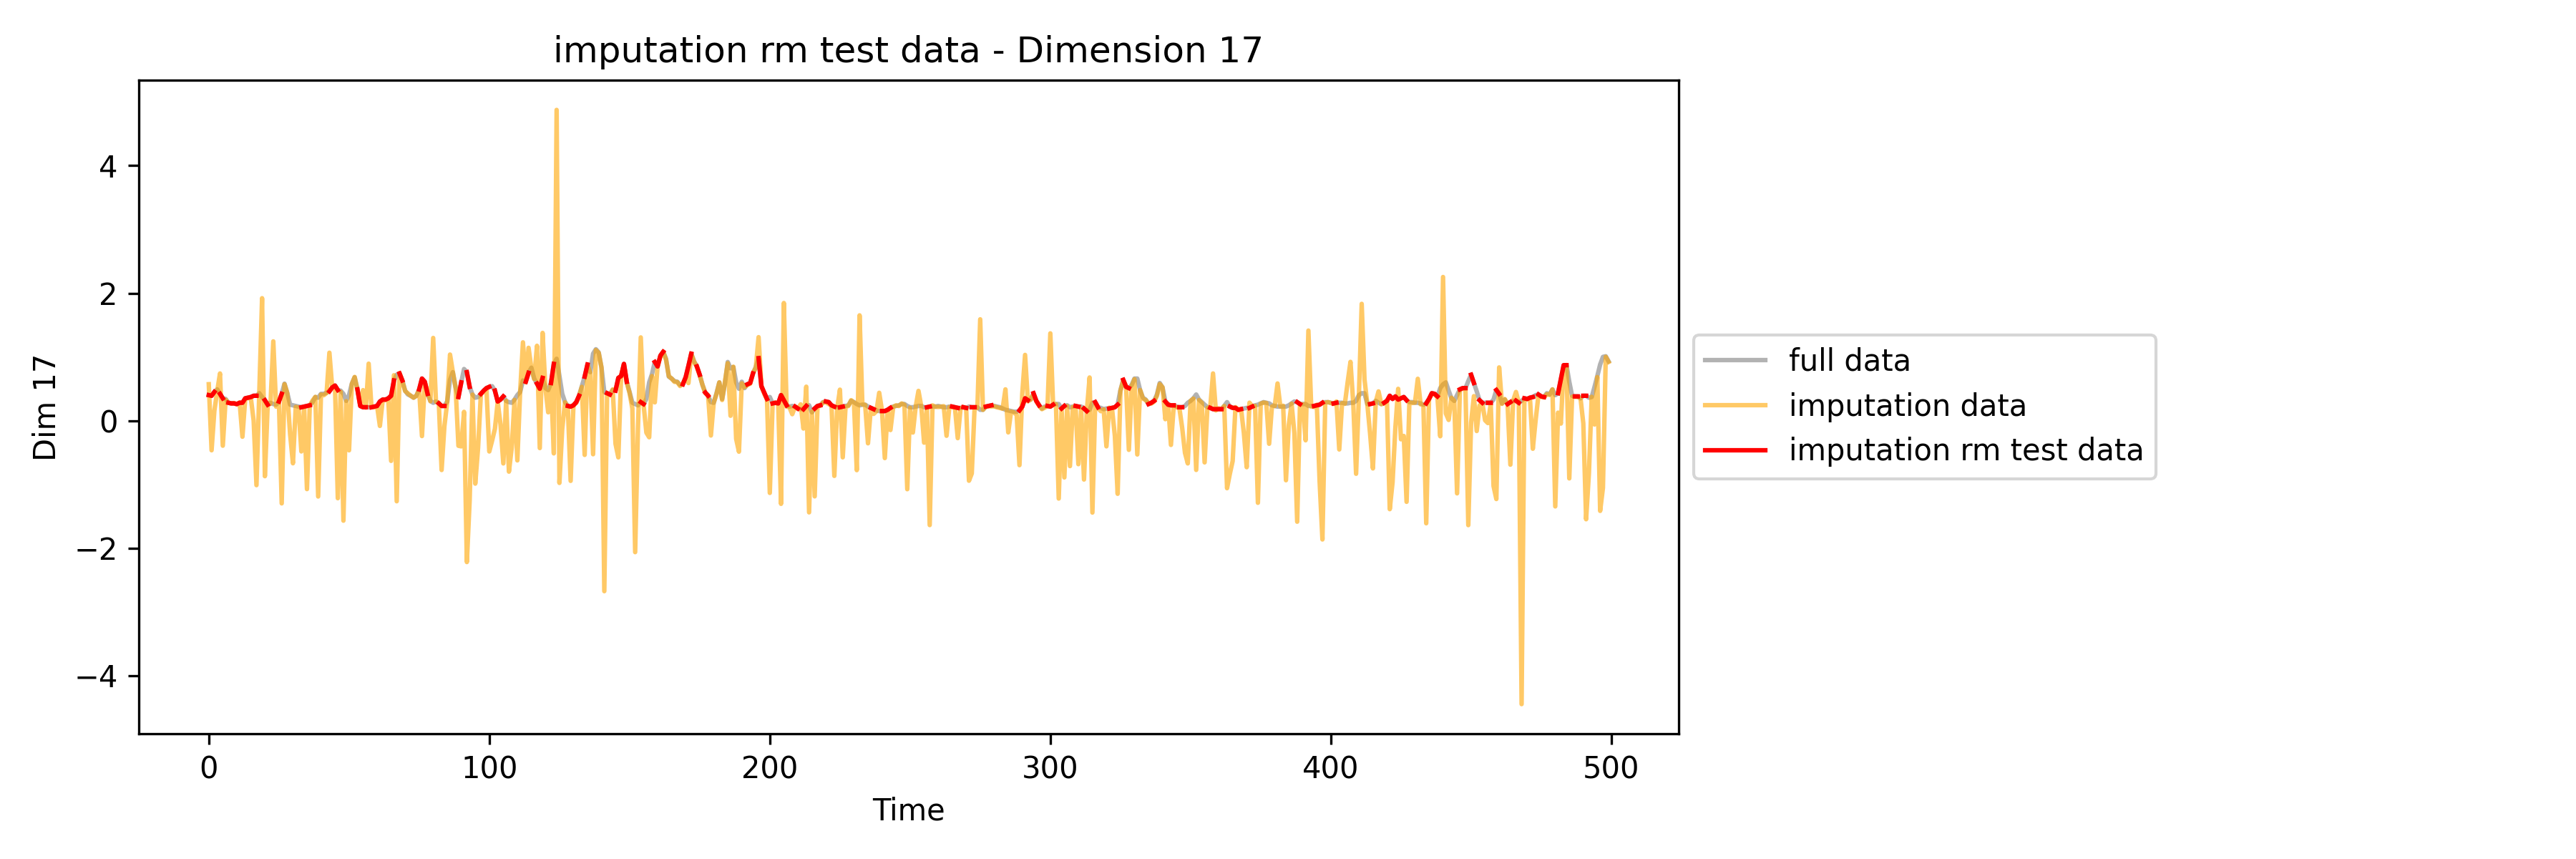 imputation rm test data - Dimension 17
Dim 17
4
2
0
−2
−4
0 100 200 300 400 500
Time
full data
imputation data
imputation rm test data